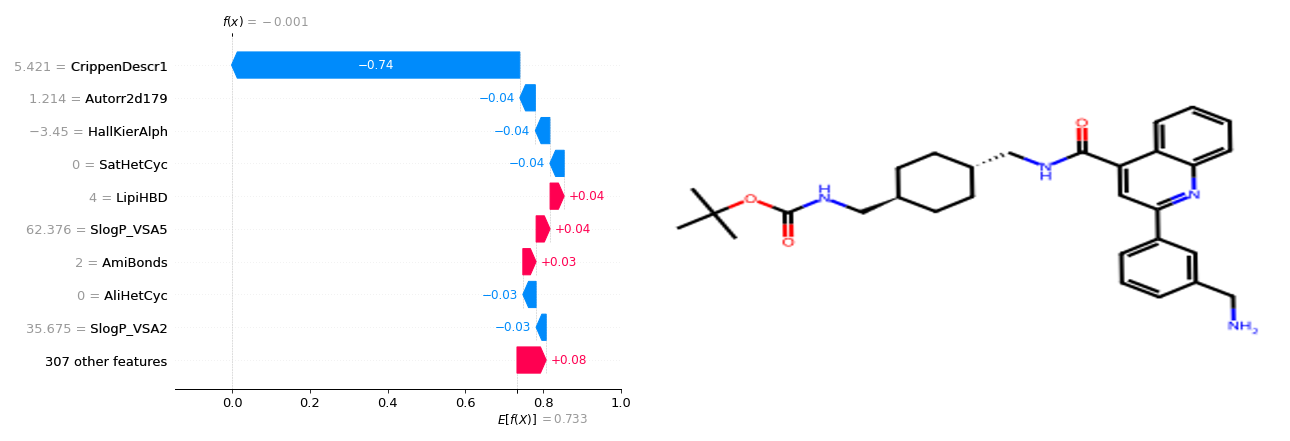 f(x) = −0.001
5.421 = CrippenDescr1
−0.74
1.214 = Autorr2d179
−0.04
−3.45 = HallKierAlph
−0.04
0 = SatHetCyc
−0.04
4 = LipiHBD
+0.04
62.376 = SlogP_VSA5
+0.04
2 = AmiBonds
+0.03
0 = AliHetCyc
−0.03
35.675 = SlogP_VSA2
−0.03
307 other features
+0.08
0.0 0.2 0.4 0.6 0.8 1.0
E[f(X)] = 0.733
O
H
N
O
O
N
H
O
N
NH2